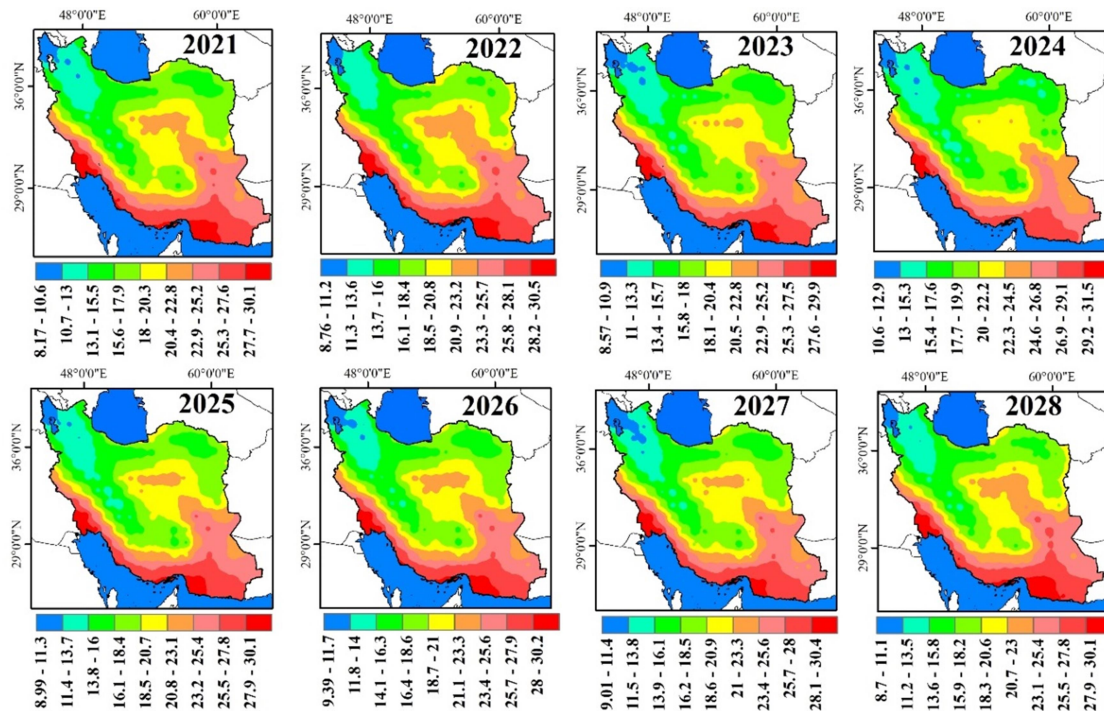 48°0'0"E 60°0'0"E 48°0'0"E 60°0'0"E 48°0'0"E 60°0'0"E 48°0'0"E 60°0'0"E
2021 2022 2023 2024
36°0'0"N 36°0'0"N 36°0'0"N 36°0'0"N
29°0'0"N 29°0'0"N 29°0'0"N 29°0'0"N
8.17 - 10.6
10.7 - 13
13.1 - 15.5
15.6 - 17.9
18 - 20.3
20.4 - 22.8
22.9 - 25.2
25.3 - 27.6
27.7 - 30.1
8.76 - 11.2
11.3 - 13.6
13.7 - 16
16.1 - 18.4
18.5 - 20.8
20.9 - 23.2
23.3 - 25.7
25.8 - 28.1
28.2 - 30.5
8.57 - 10.9
11 - 13.3
13.4 - 15.7
15.8 - 18
18.1 - 20.4
20.5 - 22.8
22.9 - 25.2
25.3 - 27.5
27.6 - 29.9
10.6 - 12.9
13 - 15.3
15.4 - 17.6
17.7 - 19.9
20 - 22.2
22.3 - 24.5
24.6 - 26.8
26.9 - 29.1
29.2 - 31.5
48°0'0"E 60°0'0"E 48°0'0"E 60°0'0"E 48°0'0"E 60°0'0"E 48°0'0"E 60°0'0"E
2025 2026 2027 2028
36°0'0"N 36°0'0"N 36°0'0"N 36°0'0"N
29°0'0"N 29°0'0"N 29°0'0"N 29°0'0"N
8.99 - 11.3
11.4 - 13.7
13.8 - 16
16.1 - 18.4
18.5 - 20.7
20.8 - 23.1
23.2 - 25.4
25.5 - 27.8
27.9 - 30.1
9.39 - 11.7
11.8 - 14
14.1 - 16.3
16.4 - 18.6
18.7 - 21
21.1 - 23.3
23.4 - 25.6
25.7 - 27.9
28 - 30.2
9.01 - 11.4
11.5 - 13.8
13.9 - 16.1
16.2 - 18.5
18.6 - 20.9
21 - 23.3
23.4 - 25.6
25.7 - 28
28.1 - 30.4
8.7 - 11.1
11.2 - 13.5
13.6 - 15.8
15.9 - 18.2
18.3 - 20.6
20.7 - 23
23.1 - 25.4
25.5 - 27.8
27.9 - 30.1